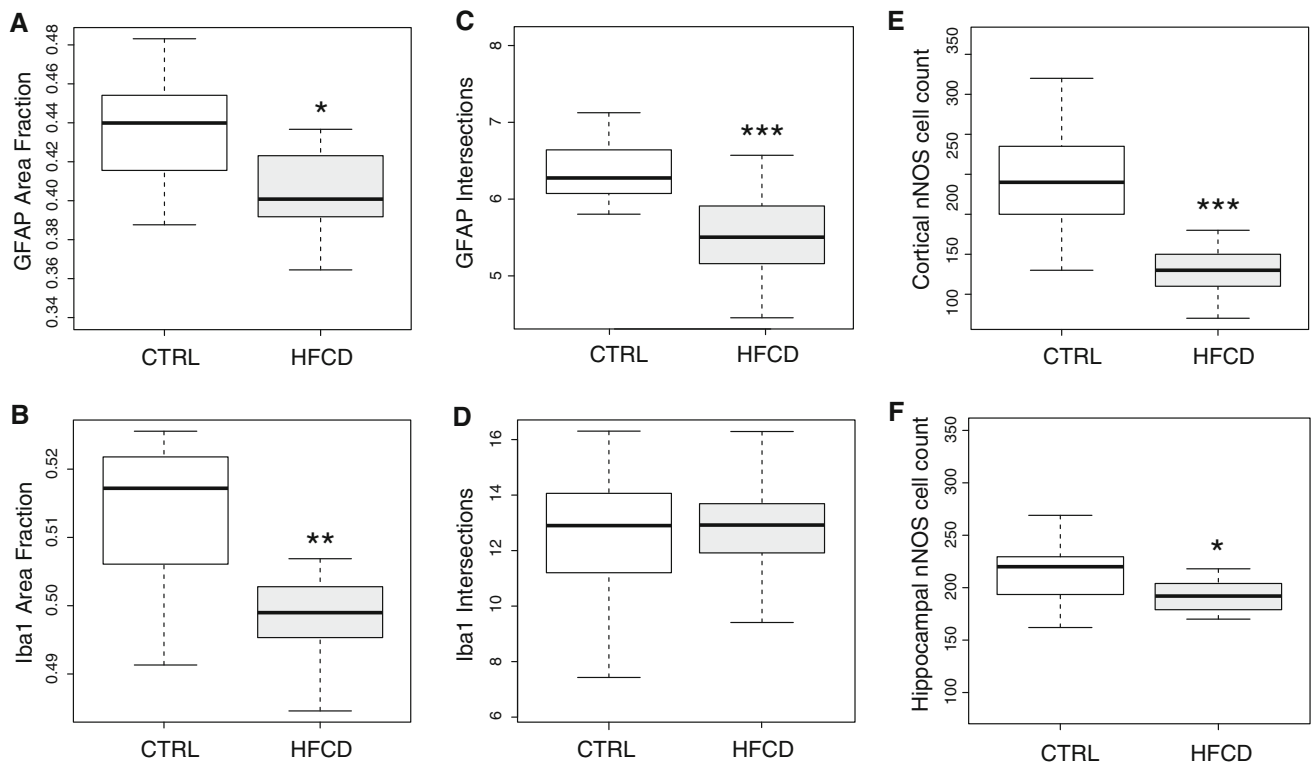 A
GFAP Area Fraction
0.34 0.36 0.38 0.40 0.42 0.44 0.46 0.48
*
CTRL HFCD
B
Iba1 Area Fraction
0.49 0.50 0.51 0.52
**
CTRL HFCD
C
GFAP Intersections
5 6 7 8
***
CTRL HFCD
D
Iba1 Intersections
6 8 10 12 14 16
CTRL HFCD
E
Cortical nNOS cell count
100 150 200 250 300 350
***
CTRL HFCD
F
Hippocampal nNOS cell count
100 150 200 250 300 350
*
CTRL HFCD